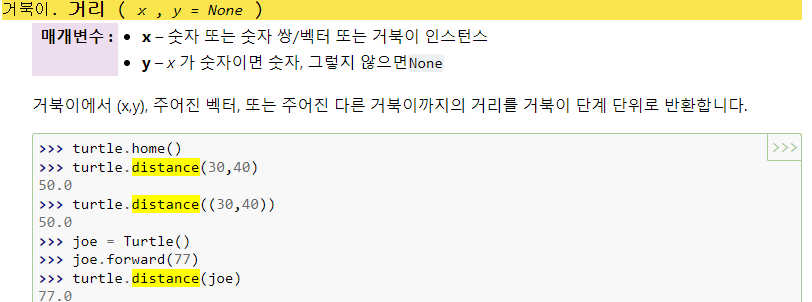 거북이. 거리 ( x , y = None )
매개변수 : • x – 숫자 또는 숫자 쌍/벡터 또는 거북이 인스턴스
• y – x 가 숫자이면 숫자, 그렇지 않으면None
거북이에서 (x,y), 주어진 벡터, 또는 주어진 다른 거북이까지의 거리를 거북이 단계 단위로 반환합니다.
>>>
>>> turtle.home()
>>> turtle.distance(30,40)
50.0
>>> turtle.distance((30,40))
50.0
>>> joe = Turtle()
>>> joe.forward(77)
>>> turtle.distance(joe)
77.0